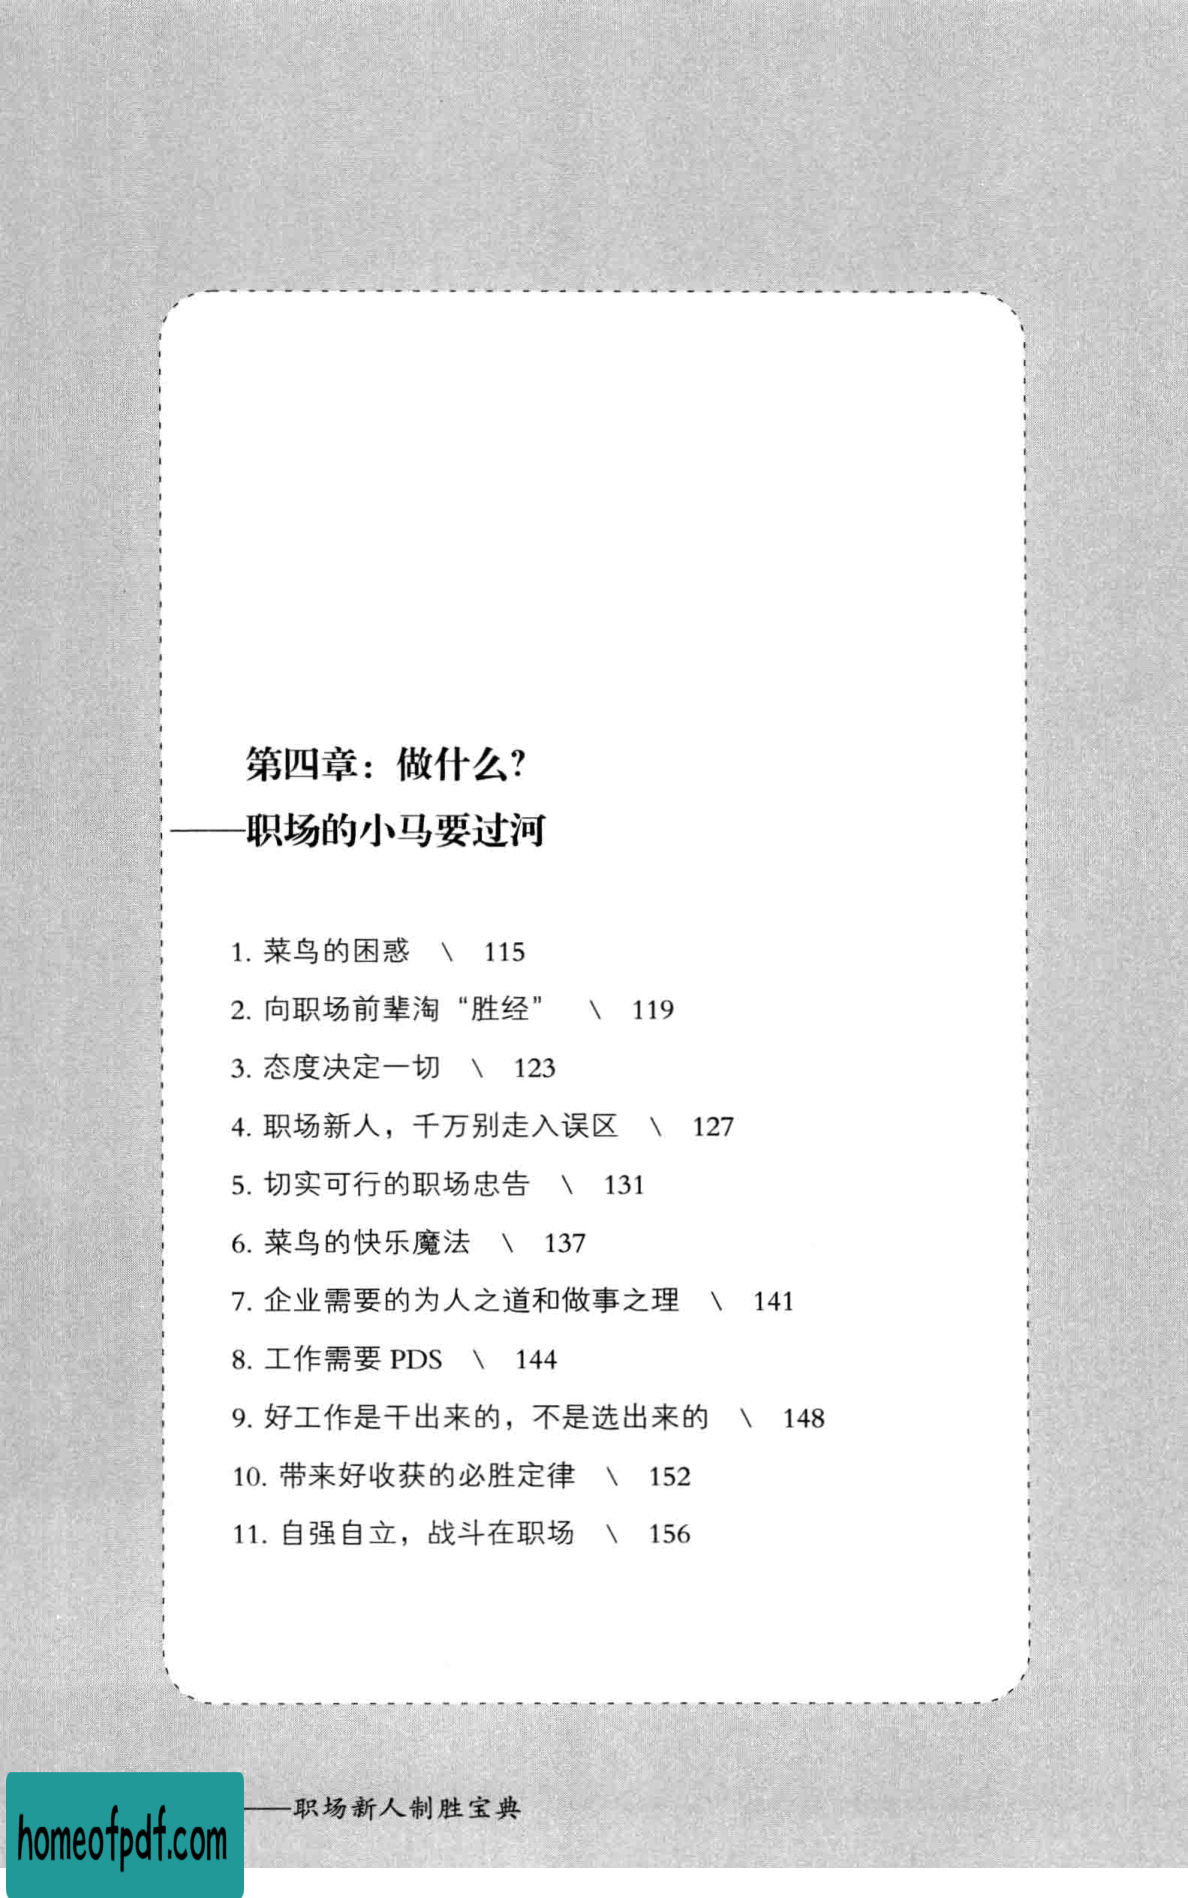 第四章：做什么？
——职场的小马要过河
1. 菜鸟的困惑 \ 115
2. 向职场前辈淘“胜经” \ 119
3. 态度决定一切 \ 123
4. 职场新人，千万别走入误区 \ 127
5. 切实可行的职场忠告 \ 131
6. 菜鸟的快乐魔法 \ 137
7. 企业需要的为人之道和做事之理 \ 141
8. 工作需要 PDS \ 144
9. 好工作是干出来的，不是选出来的 \ 148
10. 带来好收获的必胜定律 \ 152
11. 自强自立，战斗在职场 \ 156
——职场新人制胜宝典
homeofpdf.com